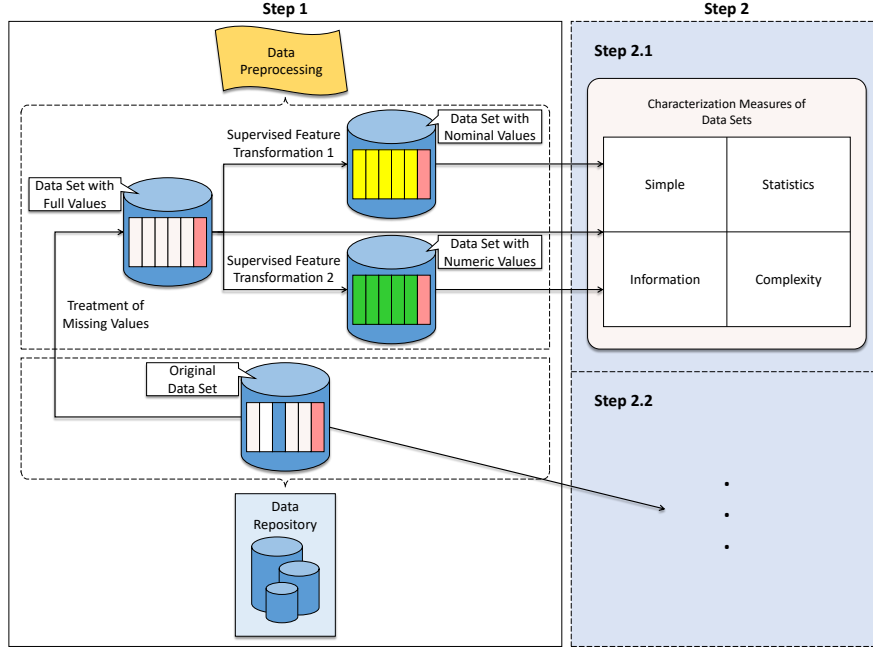 Step 1
Step 2
Data
Preprocessing
Step 2.1
Characterization Measures of
Data Sets
Supervised Feature
Transformation 1
Data Set with
Nominal Values
Simple
Statistics
Data Set with
Full Values
Supervised Feature
Transformation 2
Data Set with
Numeric Values
Information
Complexity
Treatment of
Missing Values
Original
Data Set
Step 2.2
Data
Repository